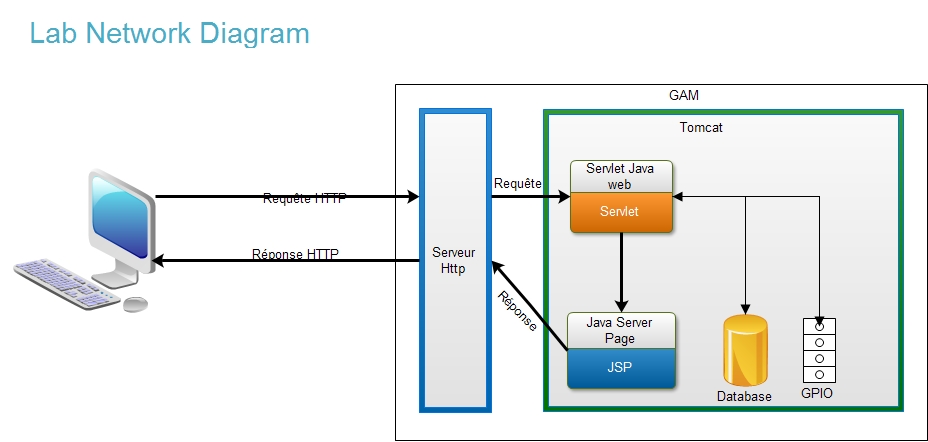 Lab Network Diagram
GAM
Tomcat
Servlet Java
web
Servlet
Requête
Requête HTTP
Réponse HTTP
Serveur
Http
Réponse
Java Server
Page
JSP
Database
GPIO